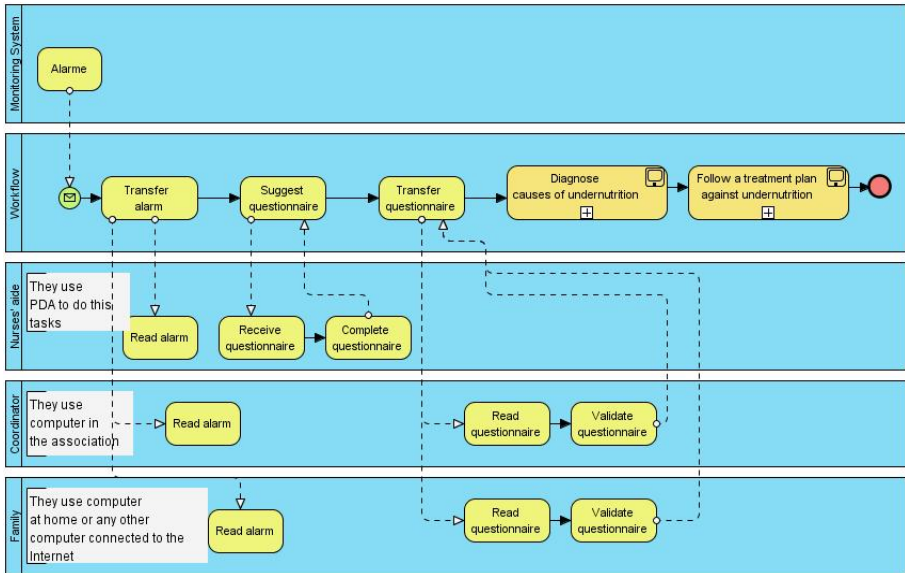 Monitoring System
Alarme
Workflow
Transfer
alarm
Suggest
questionnaire
Transfer
questionnaire
Diagnose
causes of undernutrition
Follow a treatment plan
against undernutrition
Nurses' aide
They use
PDA to do this
tasks
Read alarm
Receive
questionnaire
Complete
questionnaire
Coordinator
They use
computer in
the association
Read alarm
Read
questionnaire
Validate
questionnaire
Family
They use computer
at home or any other
computer connected to the
Internet
Read alarm
Read
questionnaire
Validate
questionnaire